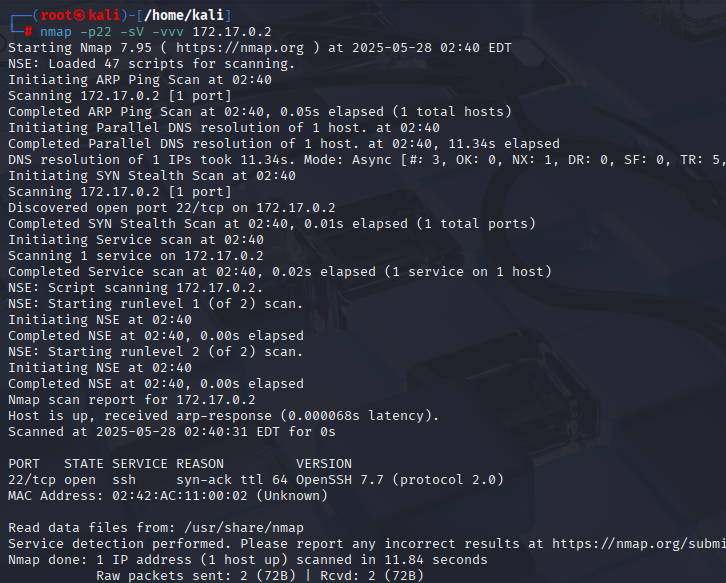 ┌──(root㉿kali)-[/home/kali]
└─# nmap -p22 -sV -vvv 172.17.0.2
Starting Nmap 7.95 ( https://nmap.org ) at 2025-05-28 02:40 EDT
NSE: Loaded 47 scripts for scanning.
Initiating ARP Ping Scan at 02:40
Scanning 172.17.0.2 [1 port]
Completed ARP Ping Scan at 02:40, 0.05s elapsed (1 total hosts)
Initiating Parallel DNS resolution of 1 host. at 02:40
Completed Parallel DNS resolution of 1 host. at 02:40, 11.34s elapsed
DNS resolution of 1 IPs took 11.34s. Mode: Async [#: 3, OK: 0, NX: 1, DR: 0, SF: 0, TR: 5,
Initiating SYN Stealth Scan at 02:40
Scanning 172.17.0.2 [1 port]
Discovered open port 22/tcp on 172.17.0.2
Completed SYN Stealth Scan at 02:40, 0.01s elapsed (1 total ports)
Initiating Service scan at 02:40
Scanning 1 service on 172.17.0.2
Completed Service scan at 02:40, 0.02s elapsed (1 service on 1 host)
NSE: Script scanning 172.17.0.2.
NSE: Starting runlevel 1 (of 2) scan.
Initiating NSE at 02:40
Completed NSE at 02:40, 0.00s elapsed
NSE: Starting runlevel 2 (of 2) scan.
Initiating NSE at 02:40
Completed NSE at 02:40, 0.00s elapsed
Nmap scan report for 172.17.0.2
Host is up, received arp-response (0.000068s latency).
Scanned at 2025-05-28 02:40:31 EDT for 0s
PORT   STATE SERVICE REASON         VERSION
22/tcp open  ssh     syn-ack ttl 64 OpenSSH 7.7 (protocol 2.0)
MAC Address: 02:42:AC:11:00:02 (Unknown)
Read data files from: /usr/share/nmap
Service detection performed. Please report any incorrect results at https://nmap.org/submi
Nmap done: 1 IP address (1 host up) scanned in 11.84 seconds
Raw packets sent: 2 (72B) | Rcvd: 2 (72B)